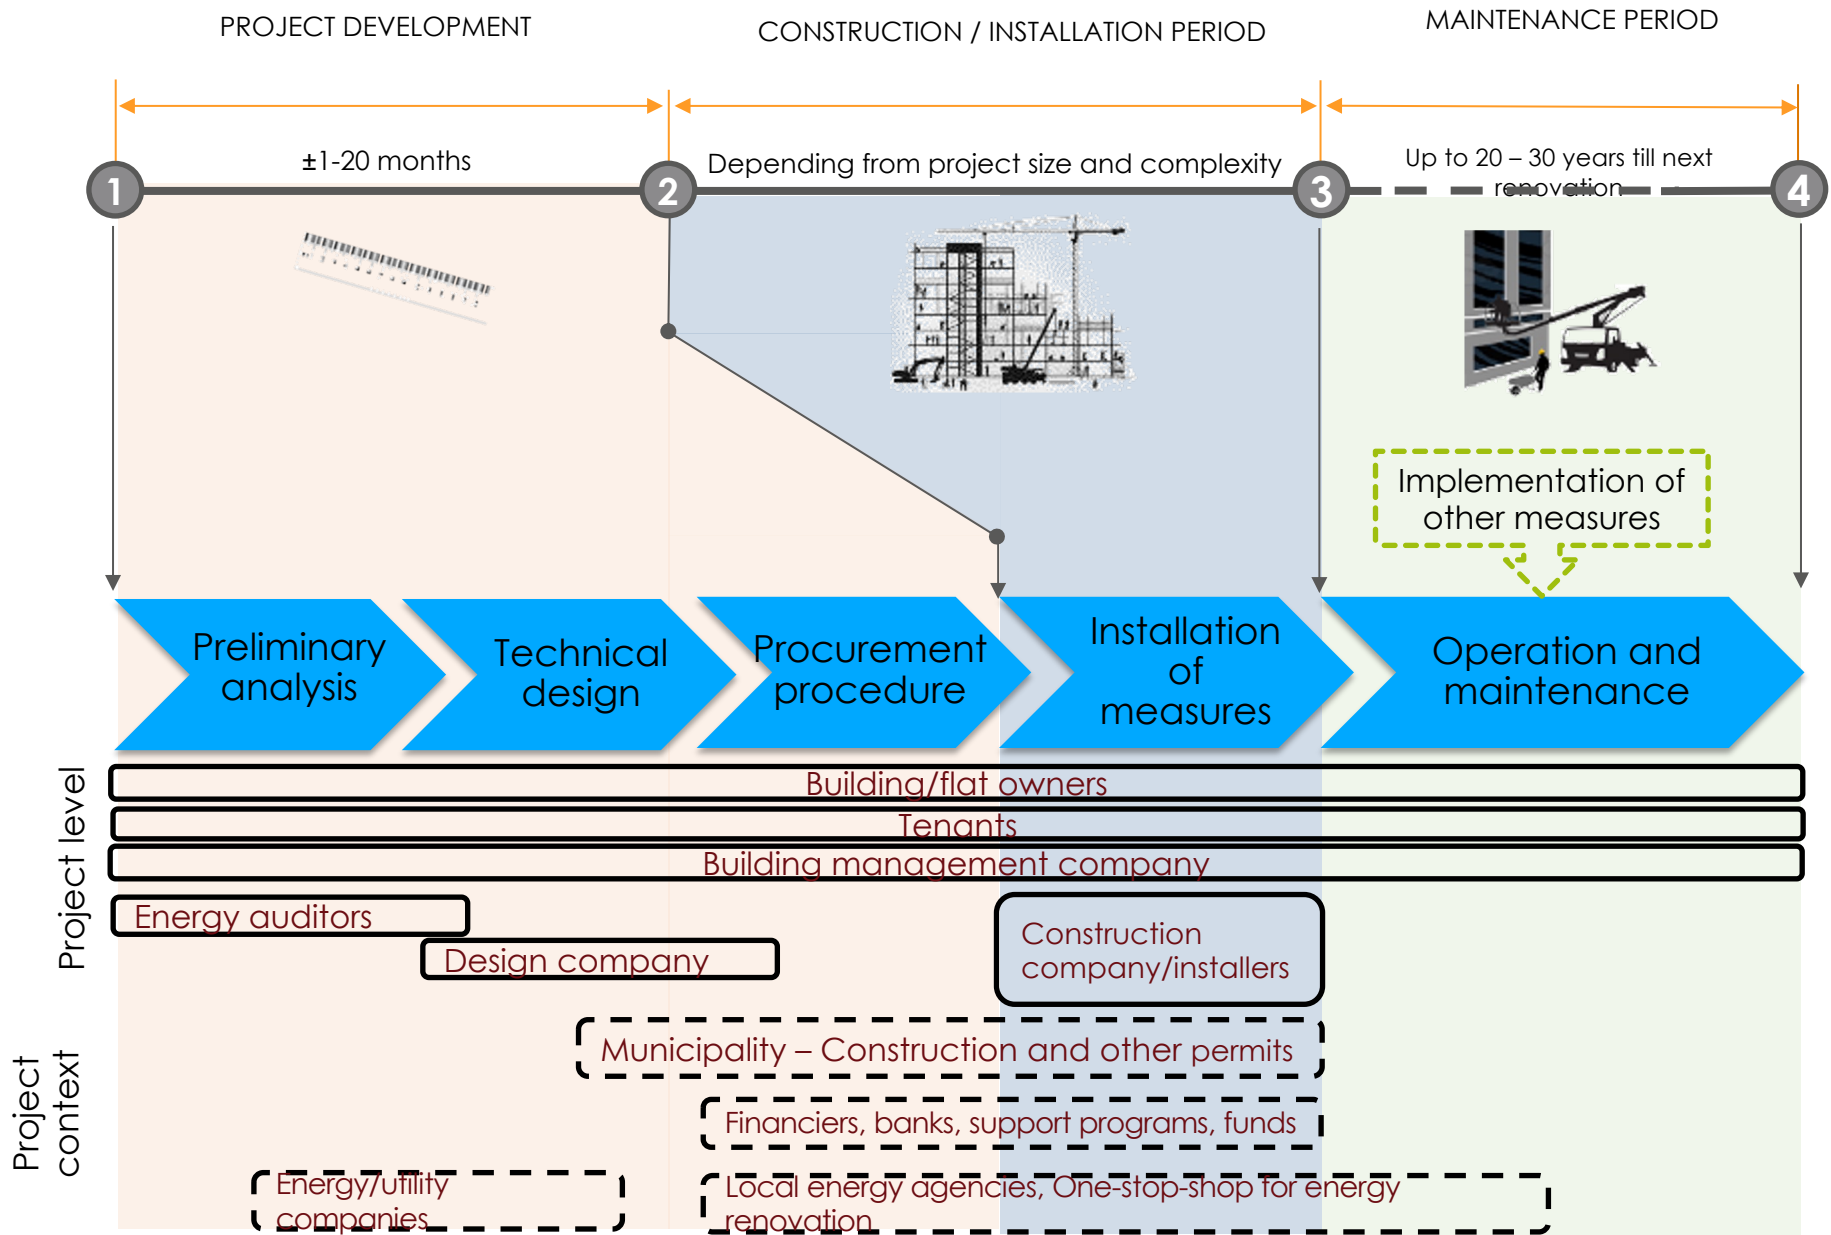 PROJECT DEVELOPMENT
CONSTRUCTION / INSTALLATION PERIOD
MAINTENANCE PERIOD
±1-20 months
Depending from project size and complexity
Up to 20 – 30 years till next
renovation
1
2
3
4
Implementation of
other measures
Preliminary
analysis
Technical
design
Procurement
procedure
Installation
of
measures
Operation and
maintenance
Project level
Building/flat owners
Tenants
Building management company
Energy auditors
Design company
Construction
company/installers
Project
context
Municipality – Construction and other permits
Financiers, banks, support programs, funds
Energy/utility
companies
Local energy agencies, One-stop-shop for energy
renovation